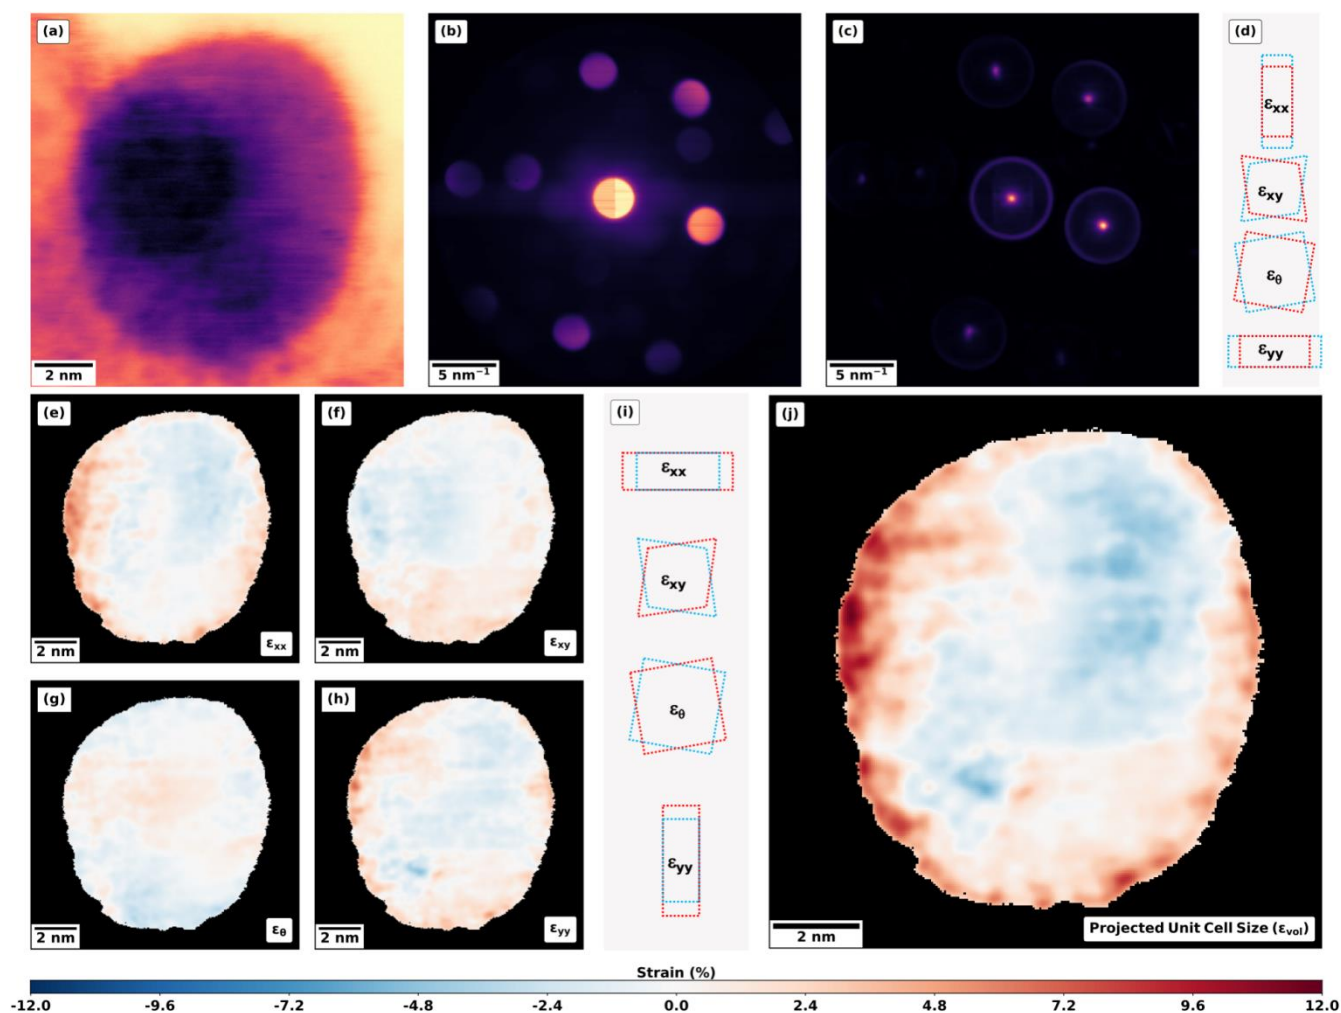 (a)
2 nm
(b)
5 nm⁻¹
(c)
5 nm⁻¹
(d)
εxx
εxy
εθ
εyy
(e)
2 nm
εxx
(f)
2 nm
εxy
(g)
2 nm
εθ
(h)
2 nm
εyy
(i)
εxx
εxy
εθ
εyy
(j)
2 nm
Projected Unit Cell Size (εvol)
Strain (%)
-12.0 -9.6 -7.2 -4.8 -2.4 0.0 2.4 4.8 7.2 9.6 12.0